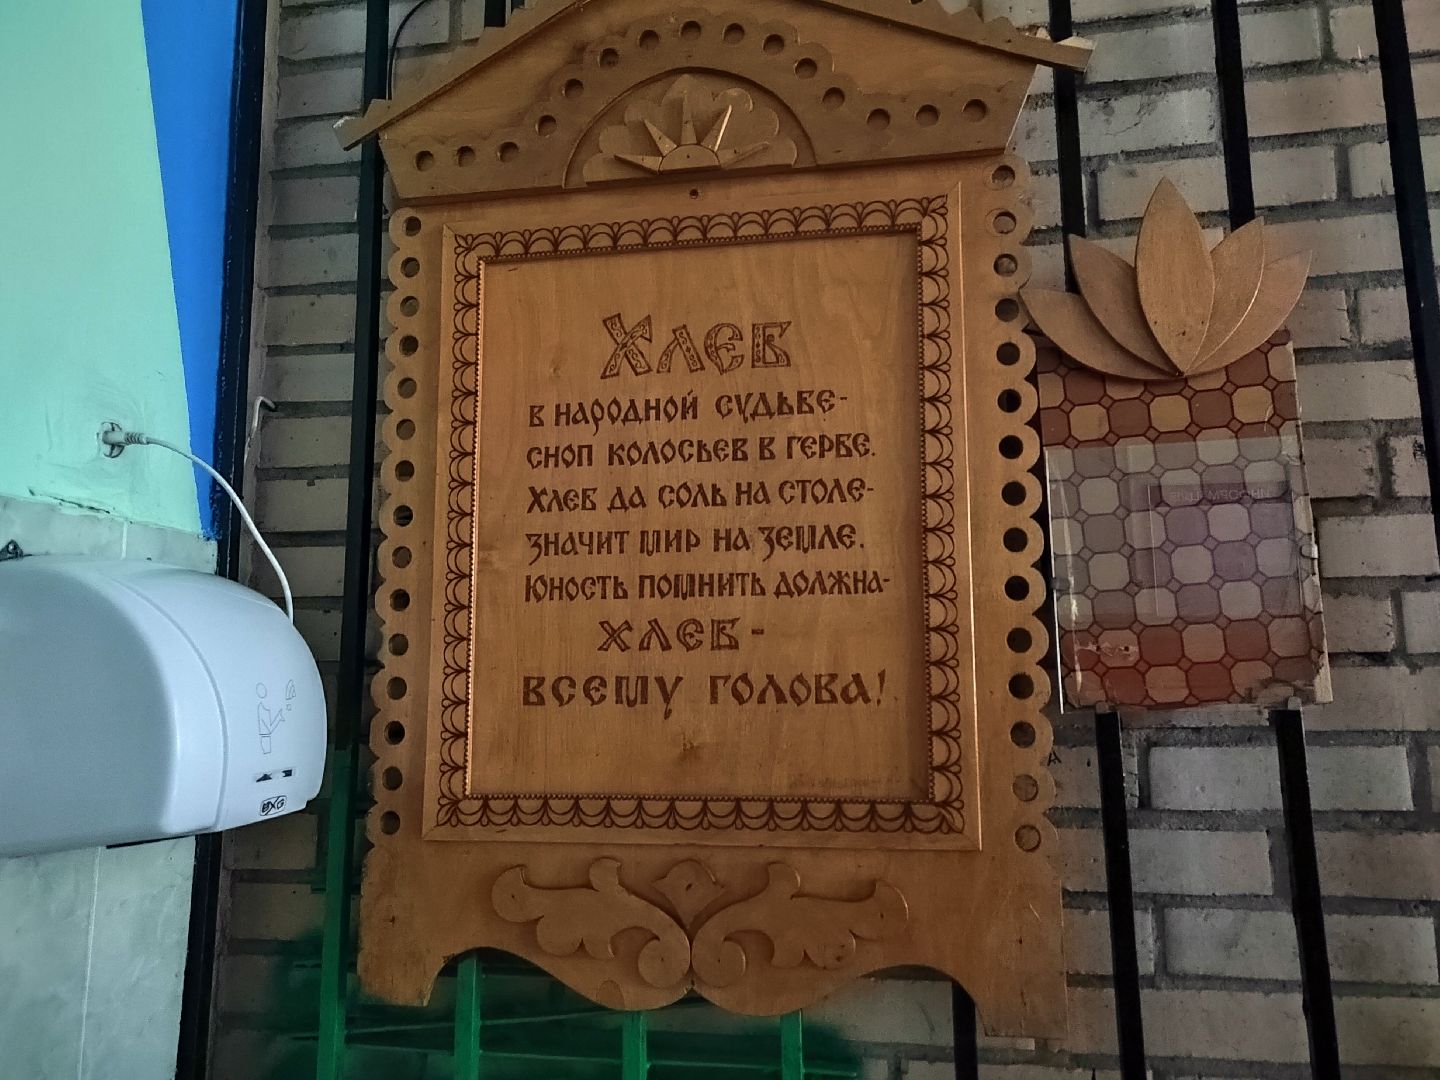 Хлеб
в народной судьбе-
сноп колосьев в гербе.
хлеб да соль на столе-
значит мир на земле.
Юность помнить должна-
хлеб-
всему голова!
BXG